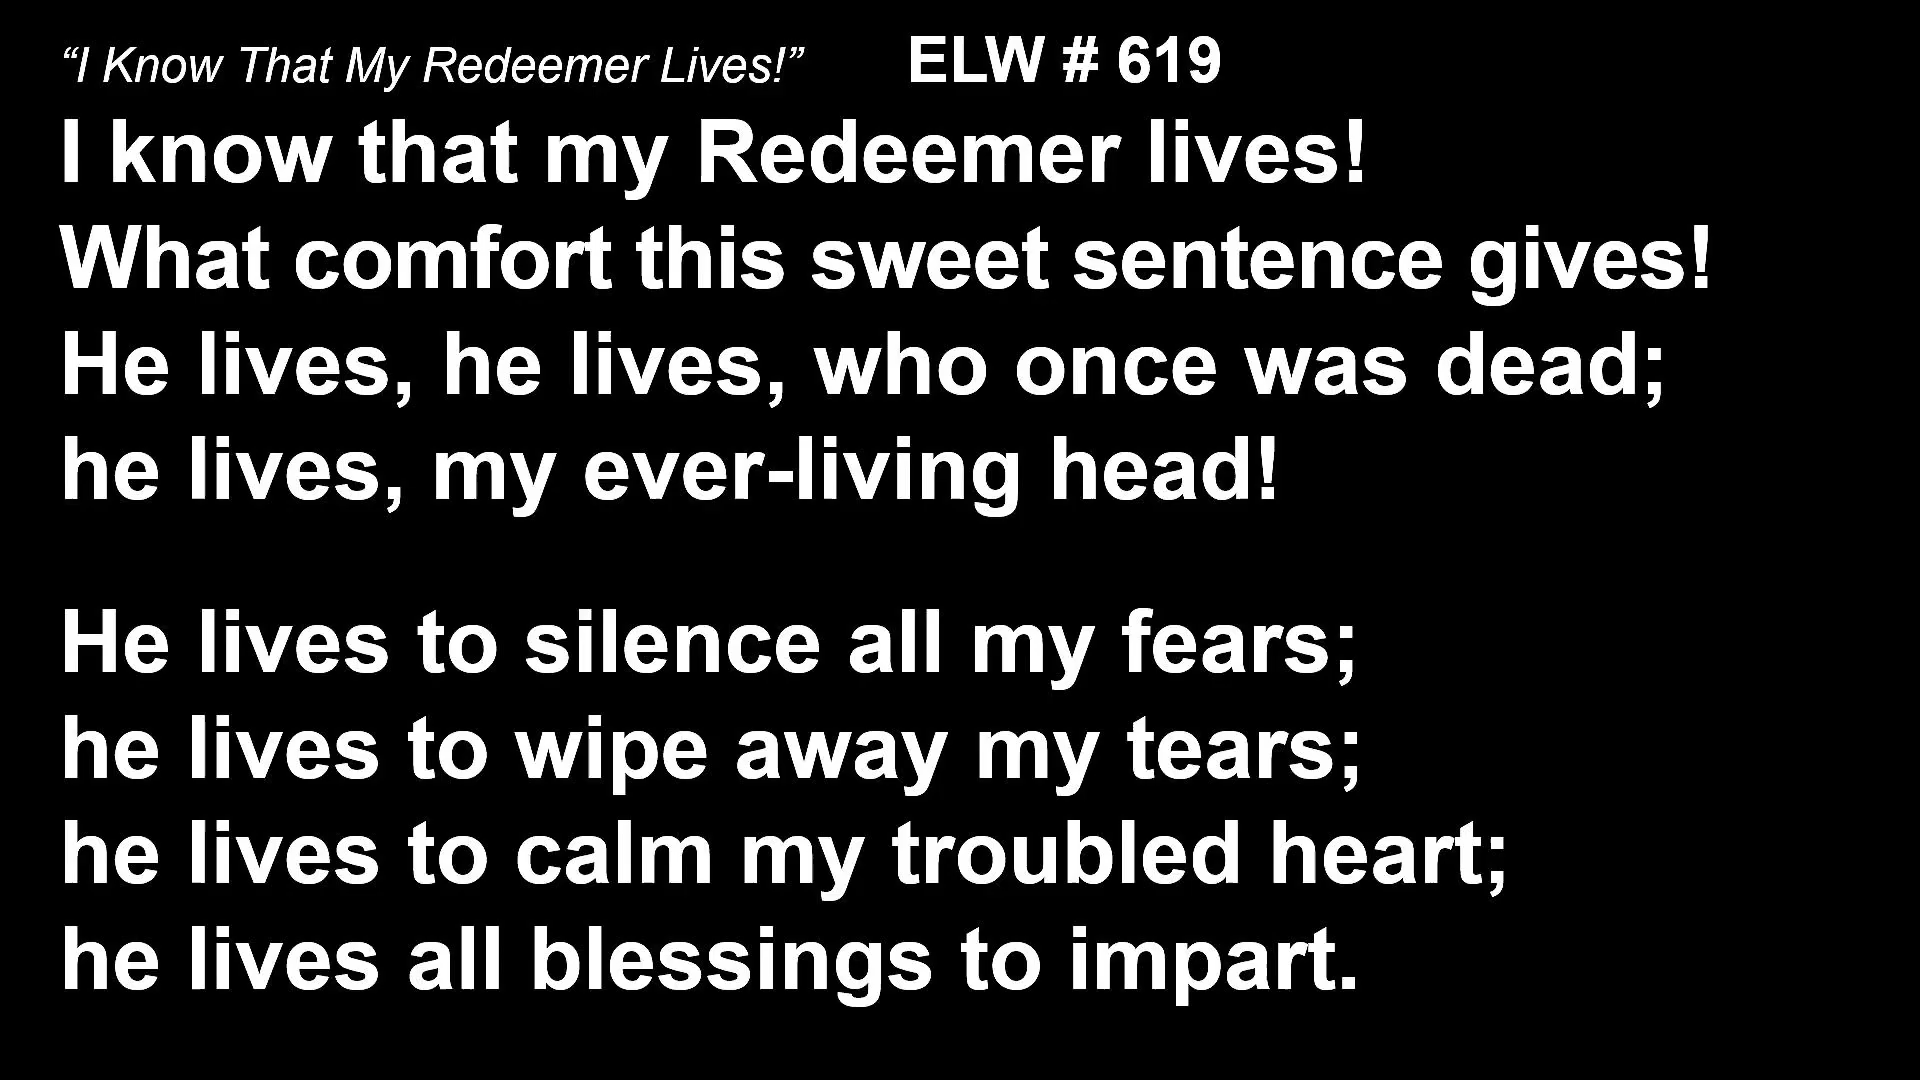 “I Know That My Redeemer Lives!” ELW # 619
I know that my Redeemer lives!
What comfort this sweet sentence gives!
He lives, he lives, who once was dead;
he lives, my ever-living head!
He lives to silence all my fears;
he lives to wipe away my tears;
he lives to calm my troubled heart;
he lives all blessings to impart.